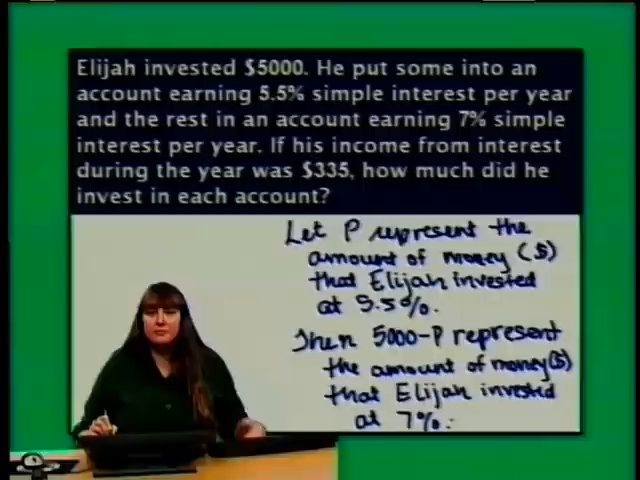 Elijah invested $5000. He put some into an
account earning 5.5% simple interest per year
and the rest in an account earning 7% simple
interest per year. If his income from interest
during the year was $335, how much did he
invest in each account?
Let P represent the
amount of money ($)
that Elijah invested
at 5.5%.
Then 5000-P represent
the amount of money($)
that Elijah invested
at 7%.